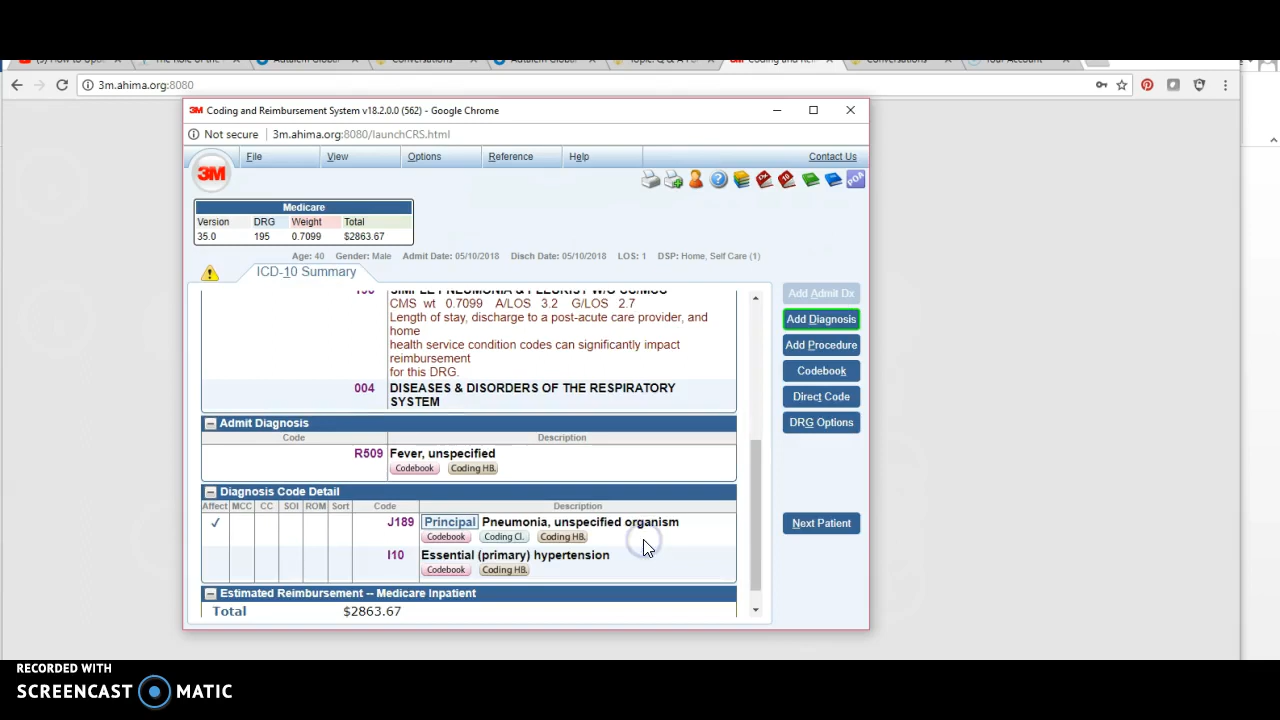 3m.ahima.org:8080
3M Coding and Reimbursement System v18.2.0.0 (562) - Google Chrome
Not secure | 3m.ahima.org:8080/launchCRS.html
3M
File View Options Reference Help Contact Us
POA
Medicare
Version DRG Weight Total
35.0 195 0.7099 $2863.67
Age: 40 Gender: Male Admit Date: 05/10/2018 Disch Date: 05/10/2018 LOS: 1 DSP: Home, Self Care (1)
ICD-10 Summary
CMS wt 0.7099 A/LOS 3.2 G/LOS 2.7
Length of stay, discharge to a post-acute care provider, and
home
health service condition codes can significantly impact
reimbursement
for this DRG.
004 DISEASES & DISORDERS OF THE RESPIRATORY
SYSTEM
Admit Diagnosis
Code Description
R509 Fever, unspecified
Codebook Coding HB.
Diagnosis Code Detail
Affect MCC CC SOI ROM Sort Code Description
J189 Principal Pneumonia, unspecified organism
Codebook Coding Cl. Coding HB.
I10 Essential (primary) hypertension
Codebook Coding HB.
Estimated Reimbursement -- Medicare Inpatient
Total $2863.67
Add Admit Dx
Add Diagnosis
Add Procedure
Codebook
Direct Code
DRG Options
Next Patient
RECORDED WITH
SCREENCAST MATIC